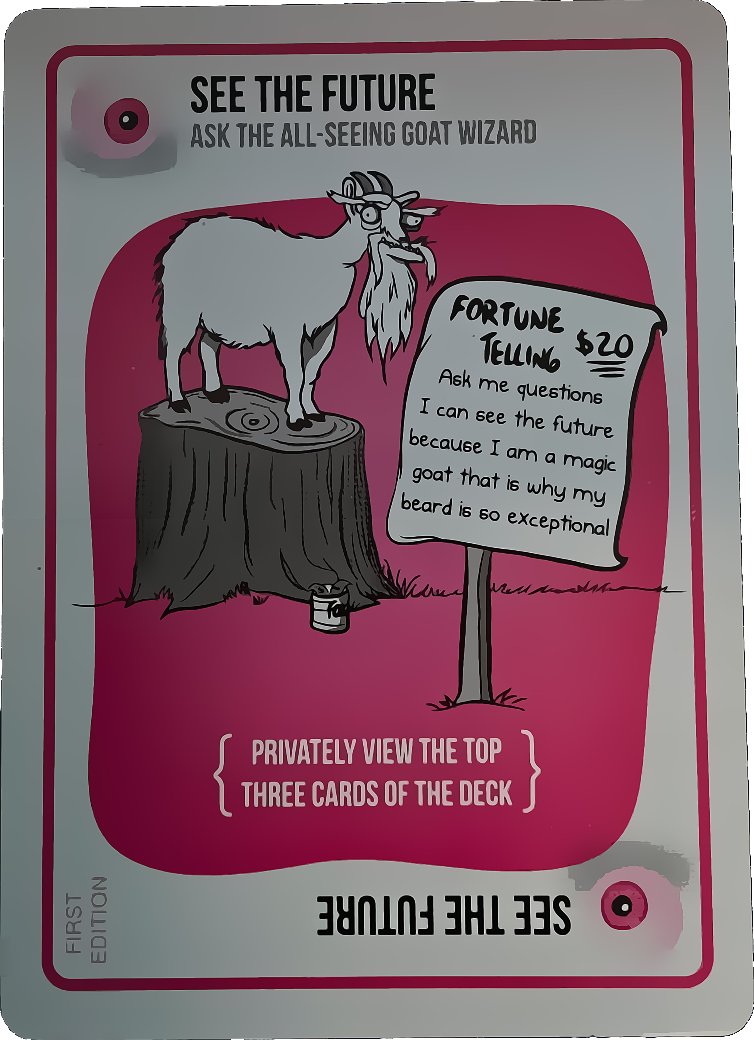 SEE THE FUTURE
ASK THE ALL-SEEING GOAT WIZARD
FORTUNE
TELLING
$20
Ask me questions
I can see the future
because I am a magic
goat that is why my
beard is so exceptional
PRIVATELY VIEW THE TOP
THREE CARDS OF THE DECK
FIRST
EDITION
SEE THE FUTURE